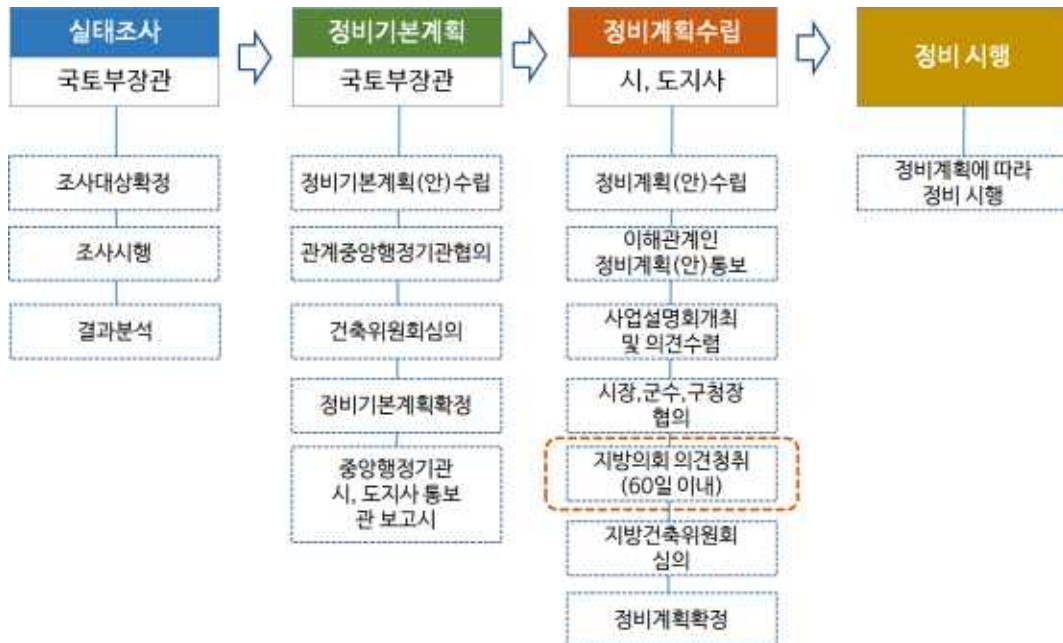 실태조사
국토부장관
조사대상확정
조사시행
결과분석
정비기본계획
국토부장관
정비기본계획(안)수립
관계중앙행정기관협의
건축위원회심의
정비기본계획확정
중앙행정기관
시, 도지사 통보
관 보고시
정비계획수립
시, 도지사
정비계획(안)수립
이해관계인
정비계획(안)통보
사업설명회개최
및 의견수렴
시장,군수,구청장
협의
지방의회 의견청취
(60일 이내)
지방건축위원회
심의
정비계획확정
정비 시행
정비계획에 따라
정비 시행